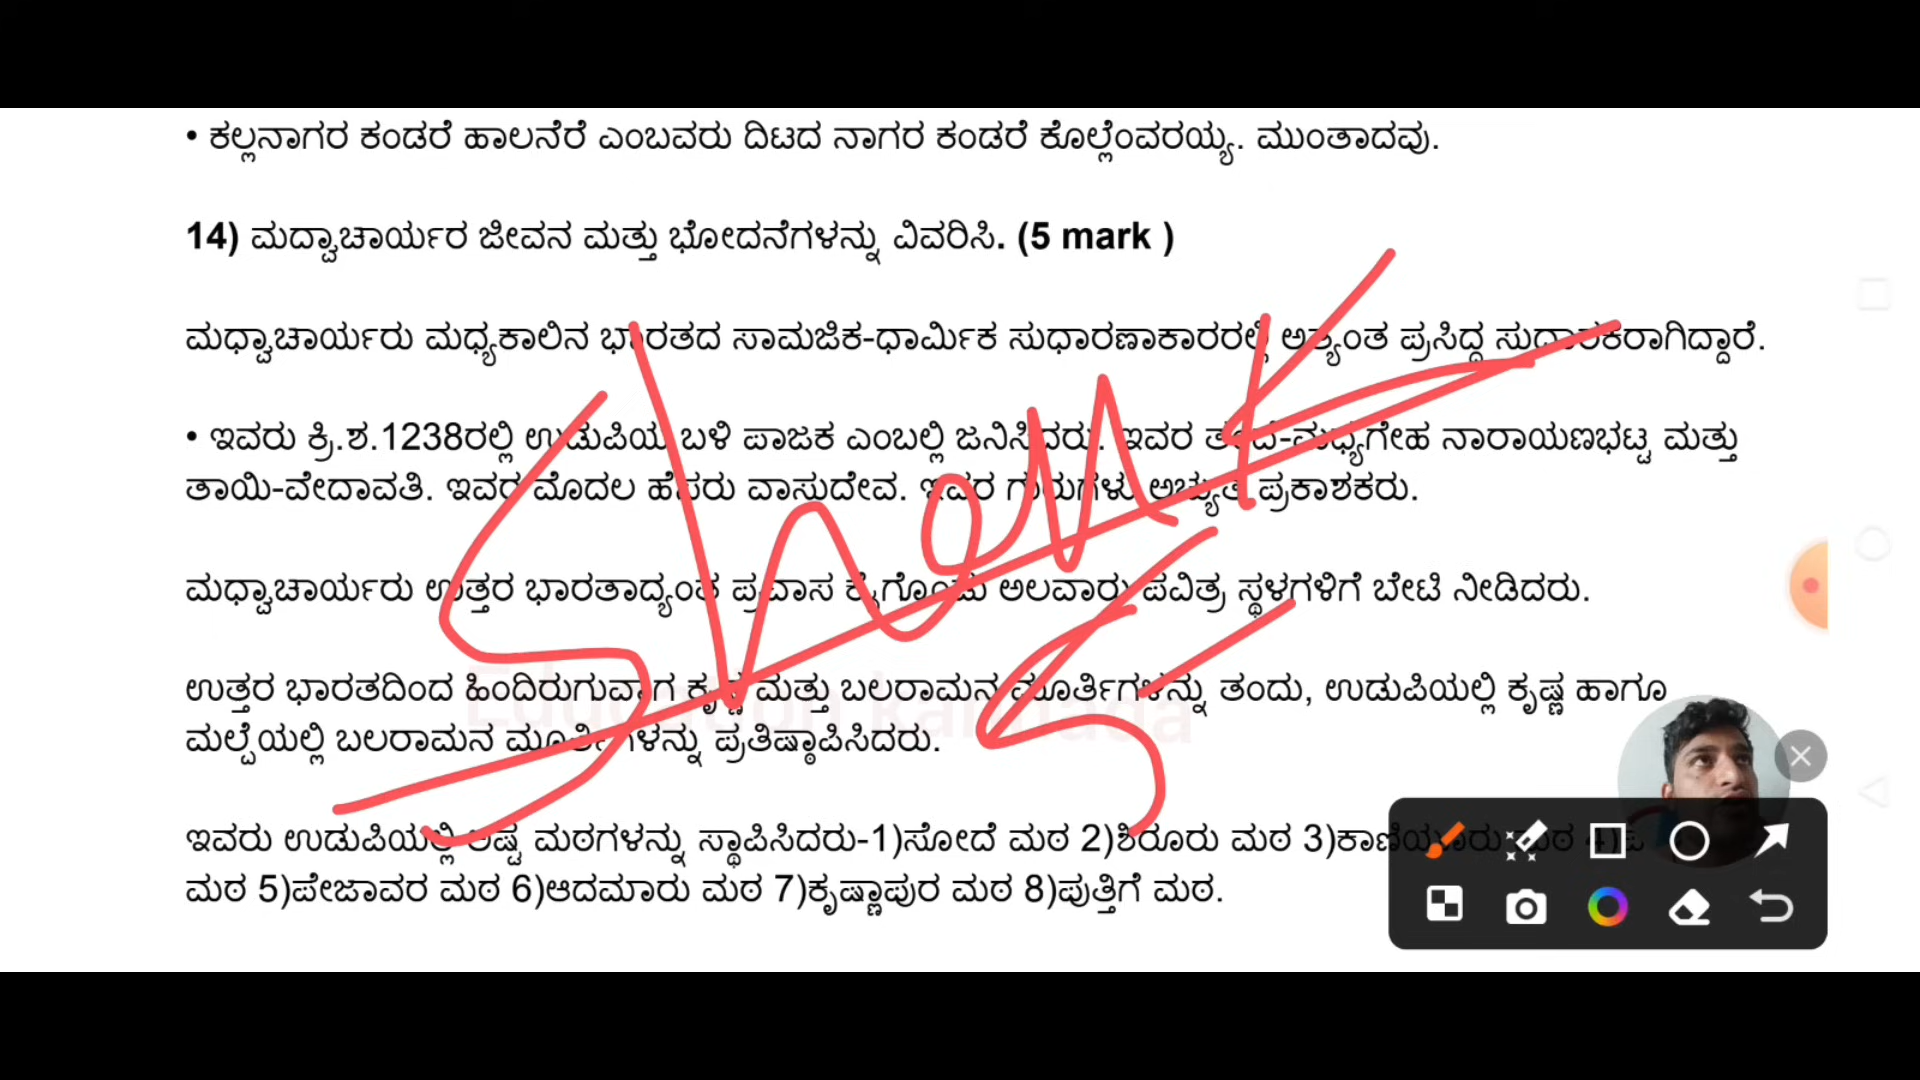 • ಕಲ್ಲನಾಗರ ಕಂಡರೆ ಹಾಲನೆರೆ ಎಂಬವರು ದಿಟದ ನಾಗರ ಕಂಡರೆ ಕೊಲ್ಲೆಂವರಯ್ಯ. ಮುಂತಾದವು.
14) ಮದ್ವಾಚಾರ್ಯರ ಜೀವನ ಮತ್ತು ಭೋದನೆಗಳನ್ನು ವಿವರಿಸಿ. (5 mark )
ಮಧ್ವಾಚಾರ್ಯರು ಮಧ್ಯಕಾಲಿನ ಭಾರತದ ಸಾಮಜಿಕ-ಧಾರ್ಮಿಕ ಸುಧಾರಣಾಕಾರರಲ್ಲಿ ಅತ್ಯಂತ ಪ್ರಸಿದ್ಧ ಸುಧಾರಕರಾಗಿದ್ದಾರೆ.
• ಇವರು ಕ್ರಿ.ಶ.1238ರಲ್ಲಿ ಉಡುಪಿಯ ಬಳಿ ಪಾಜಕ ಎಂಬಲ್ಲಿ ಜನಿಸಿದರು. ಇವರ ತಂದೆ-ಮಧ್ಯಗೇಹ ನಾರಾಯಣಭಟ್ಟ ಮತ್ತು
ತಾಯಿ-ವೇದಾವತಿ. ಇವರ ಮೊದಲ ಹೆಸರು ವಾಸುದೇವ. ಇವರ ಗುರುಗಳು ಅಚ್ಯುತ ಪ್ರಕಾಶಕರು.
ಮಧ್ವಾಚಾರ್ಯರು ಉತ್ತರ ಭಾರತಾದ್ಯಂತ ಪ್ರವಾಸ ಕೈಗೊಂಡು ಅಲವಾರು ಪವಿತ್ರ ಸ್ಥಳಗಳಿಗೆ ಬೇಟಿ ನೀಡಿದರು.
ಉತ್ತರ ಭಾರತದಿಂದ ಹಿಂದಿರುಗುವಾಗ ಕೃಷ್ಣ ಮತ್ತು ಬಲರಾಮನ ಮೂರ್ತಿಗಳನ್ನು ತಂದು, ಉಡುಪಿಯಲ್ಲಿ ಕೃಷ್ಣ ಹಾಗೂ
ಮಲ್ಪೆಯಲ್ಲಿ ಬಲರಾಮನ ಮೂರ್ತಿಗಳನ್ನು ಪ್ರತಿಷ್ಠಾಪಿಸಿದರು.
ಇವರು ಉಡುಪಿಯಲ್ಲಿ ಅಷ್ಟ ಮಠಗಳನ್ನು ಸ್ಥಾಪಿಸಿದರು-1)ಸೋದೆ ಮಠ 2)ಶಿರೂರು ಮಠ 3)ಕಾಣಿಯೂರು ಮಠ 4)
ಮಠ 5)ಪೇಜಾವರ ಮಠ 6)ಆದಮಾರು ಮಠ 7)ಕೃಷ್ಣಾಪುರ ಮಠ 8)ಪುತ್ತಿಗೆ ಮಠ.
Education Kannada